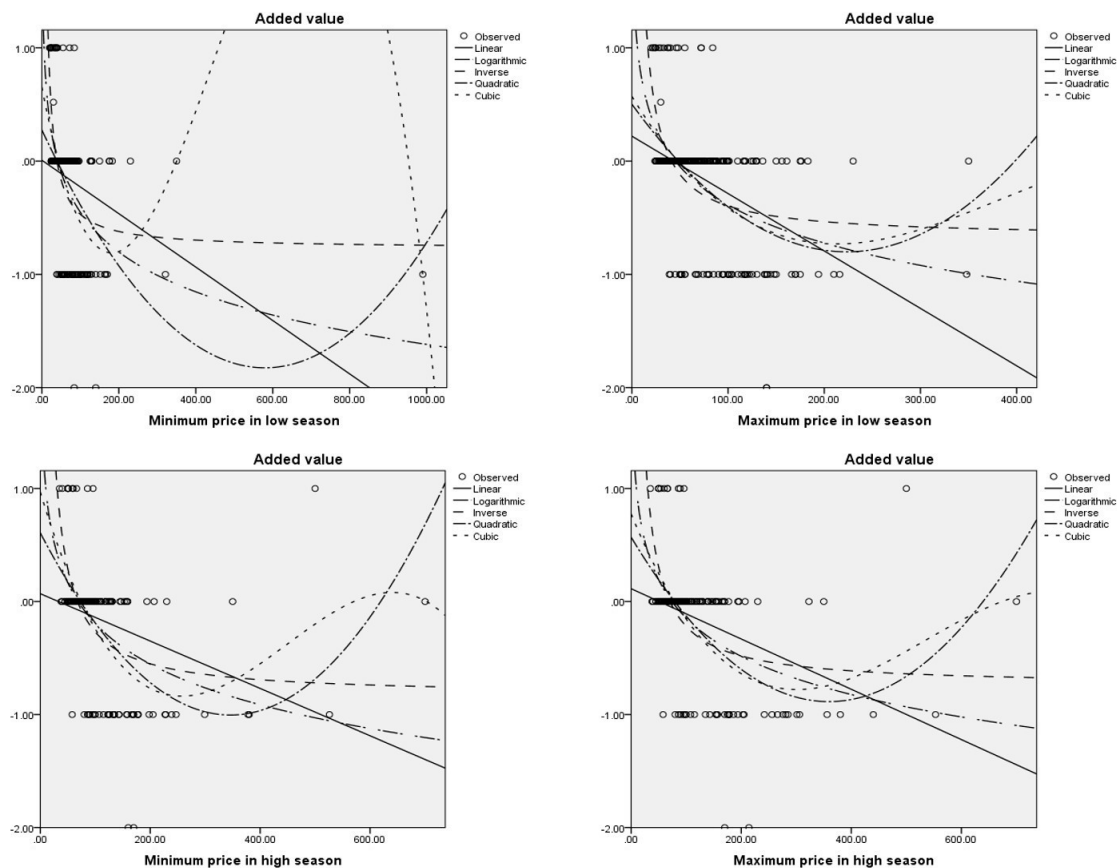 Added value
1.00
.00
-1.00
-2.00
.00 200.00 400.00 600.00 800.00 1000.00
Minimum price in low season
Observed
Linear
Logarithmic
Inverse
Quadratic
Cubic
Added value
1.00
.00
-1.00
-2.00
.00 100.00 200.00 300.00 400.00
Maximum price in low season
Observed
Linear
Logarithmic
Inverse
Quadratic
Cubic
Added value
1.00
.00
-1.00
-2.00
.00 200.00 400.00 600.00
Minimum price in high season
Observed
Linear
Logarithmic
Inverse
Quadratic
Cubic
Added value
1.00
.00
-1.00
-2.00
.00 200.00 400.00 600.00
Maximum price in high season
Observed
Linear
Logarithmic
Inverse
Quadratic
Cubic